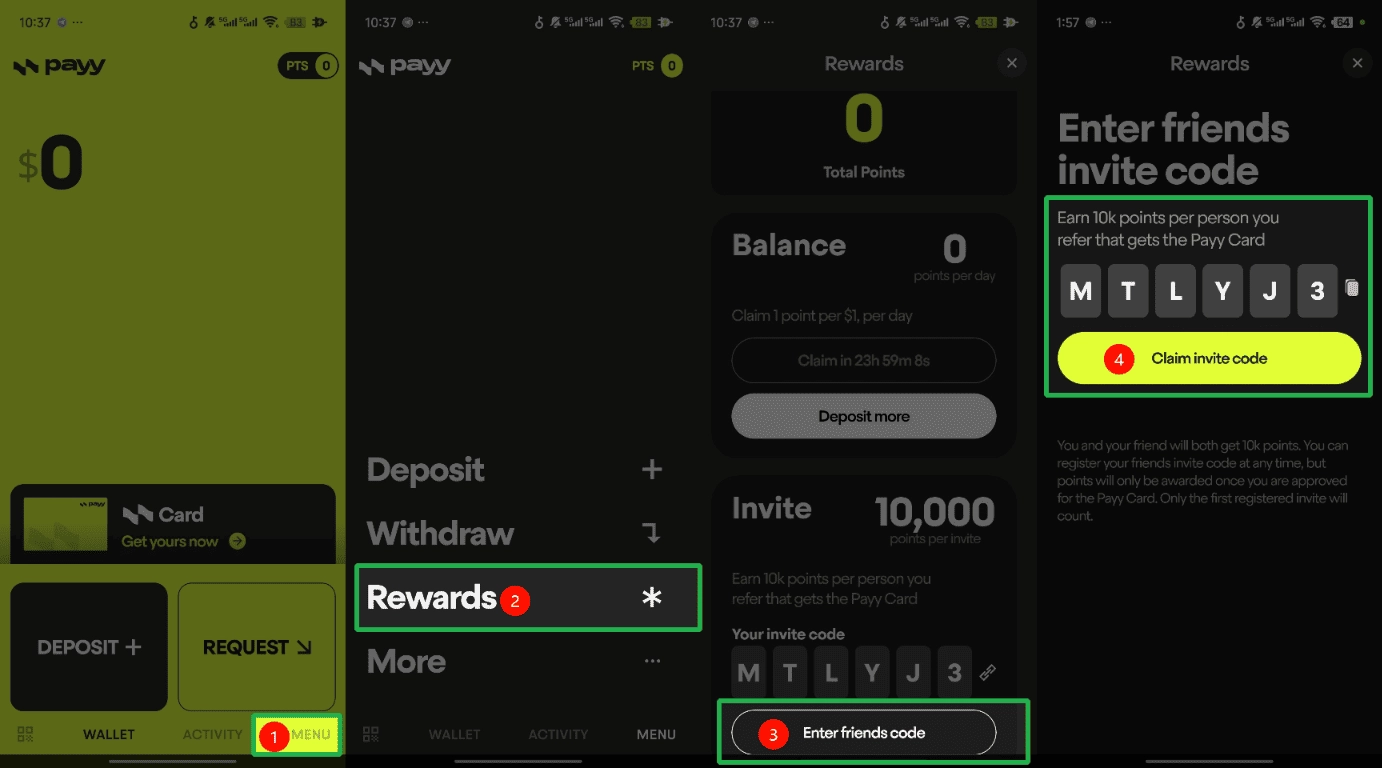 10:37
82
payy
PTS 0
$0
payy
Card
Get yours now
DEPOSIT
REQUEST
WALLET
ACTIVITY
1
MENU
10:37
83
payy
PTS 0
Deposit
Withdraw
Rewards 2
More
WALLET
ACTIVITY
MENU
10:37
83
Rewards
0
Total Points
Balance
0
points per day
Claim 1 point per $1, per day
Claim in 23h 59m 8s
Deposit more
Invite
10,000
points per invite
Earn 10k points per person you
refer that gets the Payy Card
Your invite code
M T L Y J 3
3 Enter friends code
1:57
64
Rewards
Enter friends
invite code
Earn 10k points per person you
refer that gets the Payy Card
M T L Y J 3
4 Claim invite code
You and your friend will both get 10k points. You can
register your friends invite code at any time, but
points will only be awarded once you are approved
for the Payy Card. Only the first registered invite will
count.